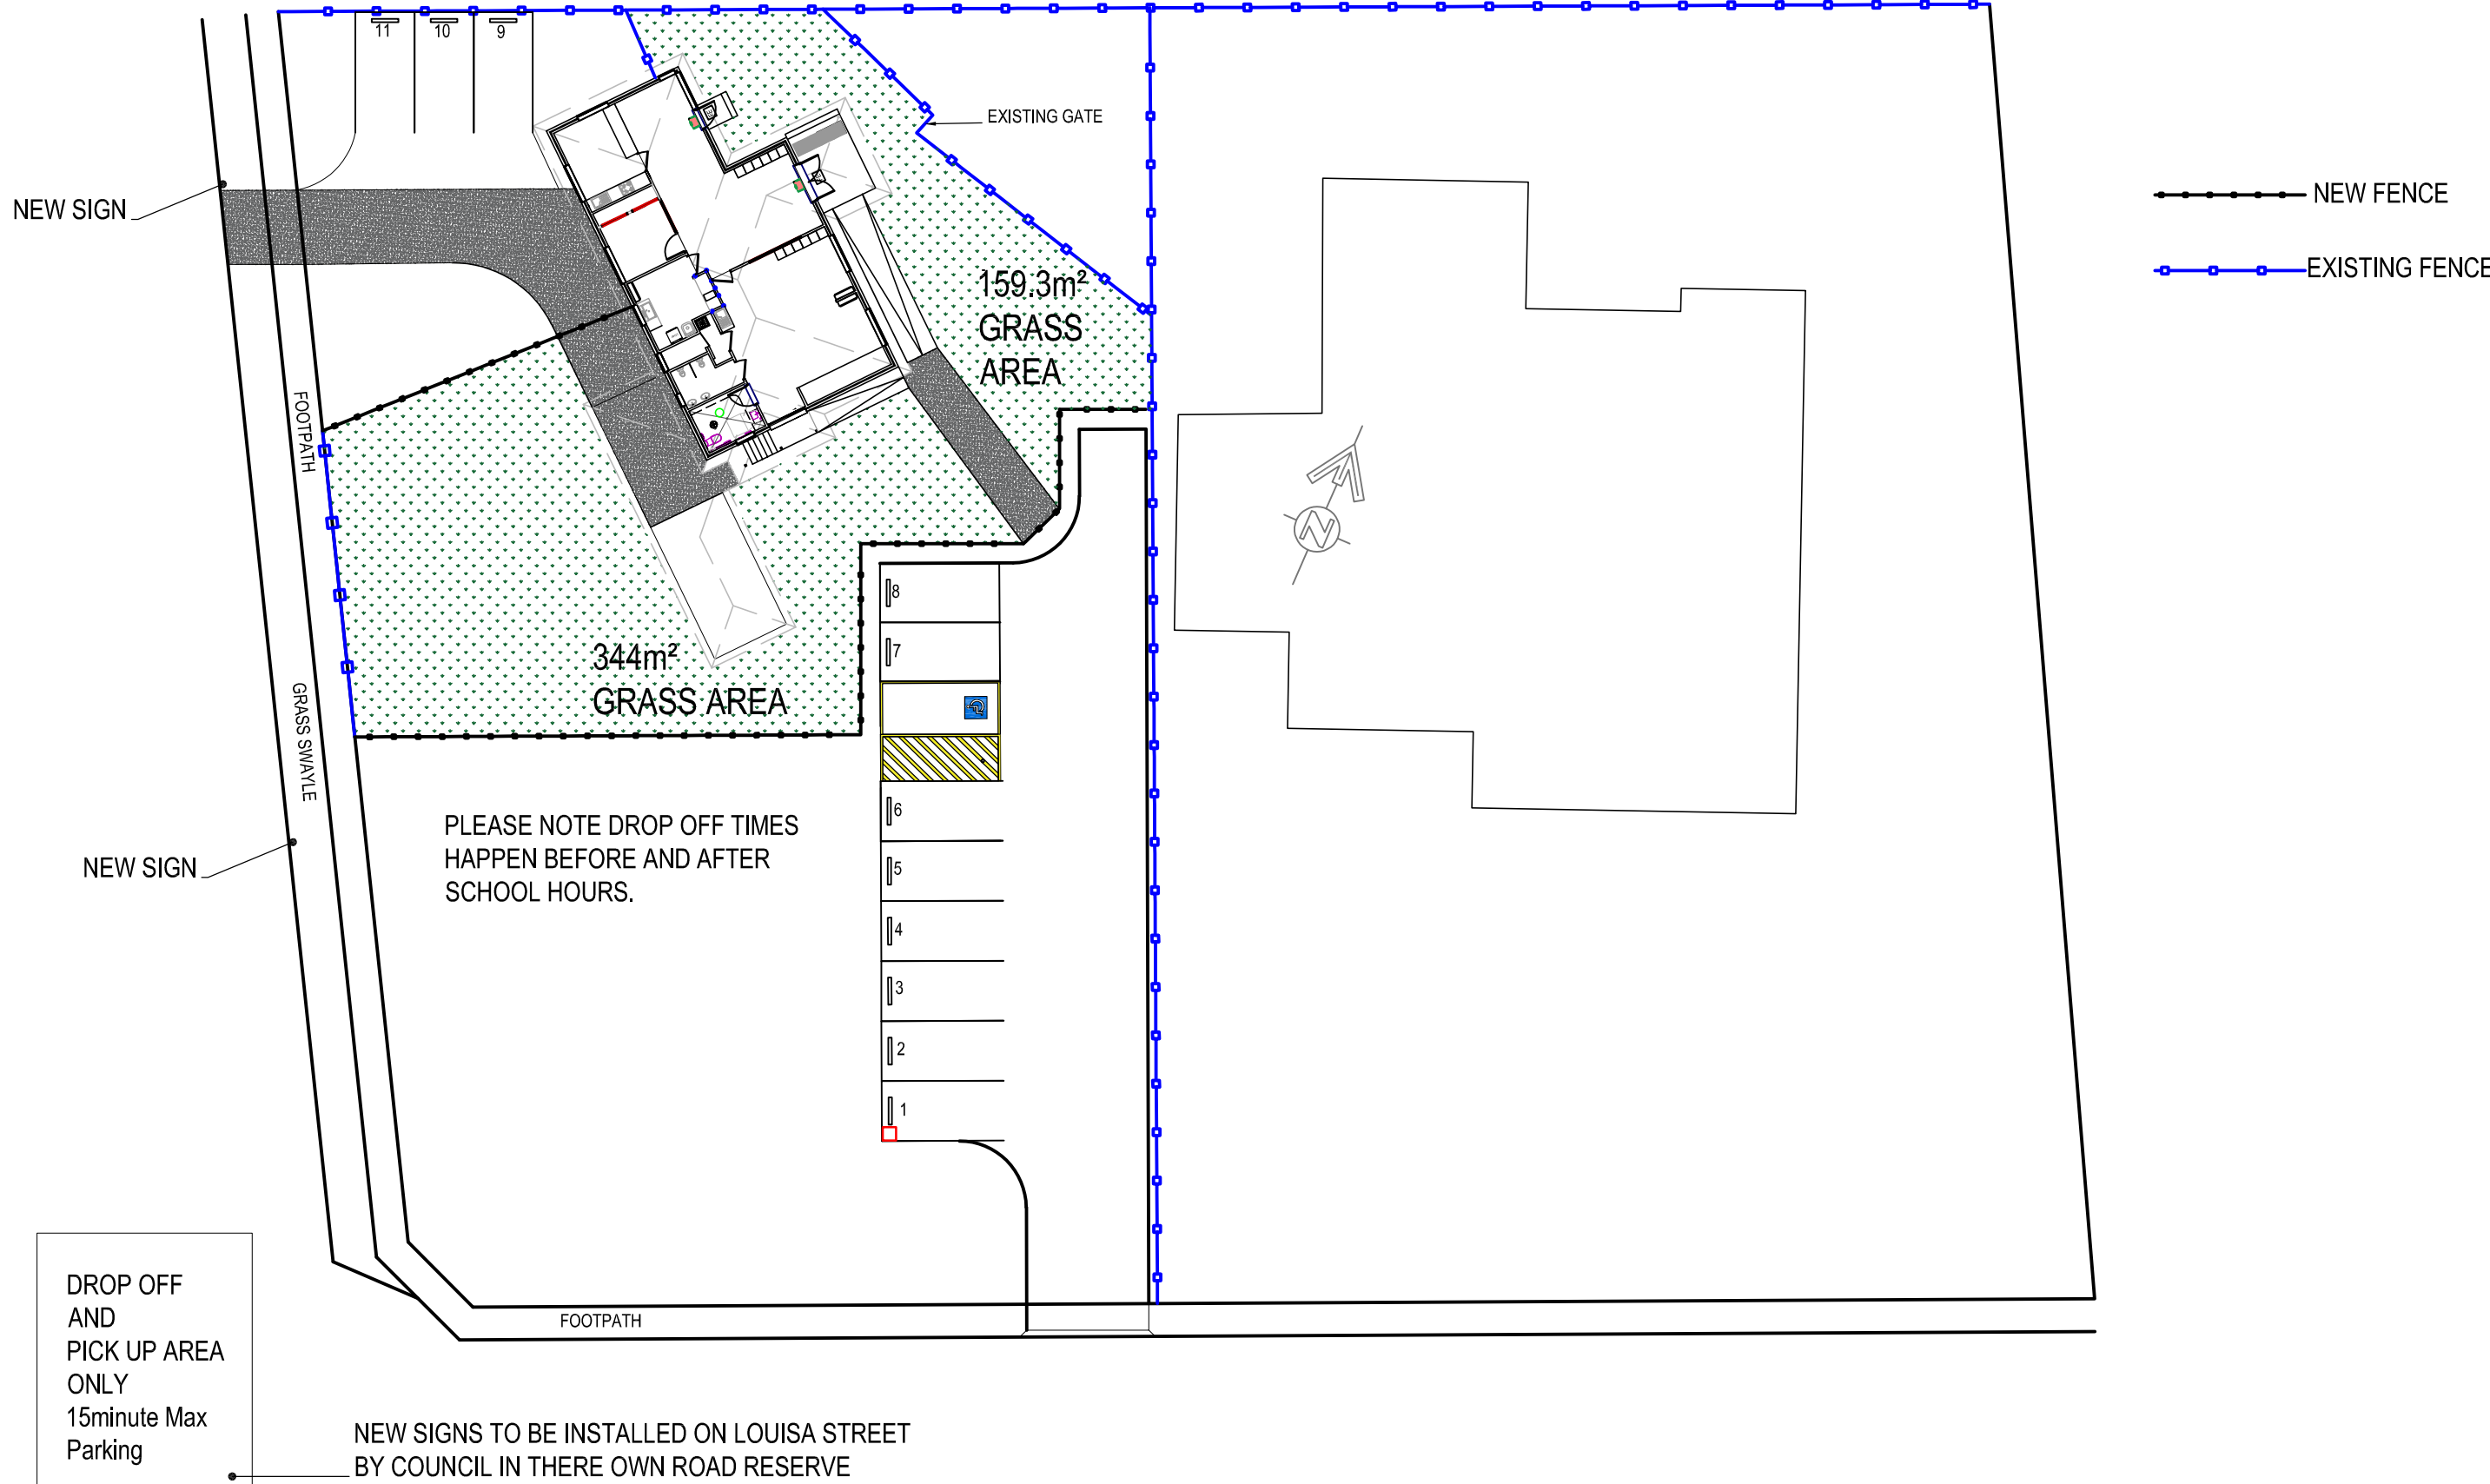 11
10
9
EXISTING GATE
NEW SIGN
NEW FENCE
EXISTING FENCE
159.3m²
GRASS
AREA
FOOTPATH
N
8
7
344m²
GRASS AREA
GRASS SWAYLE
6
PLEASE NOTE DROP OFF TIMES
HAPPEN BEFORE AND AFTER
SCHOOL HOURS.
NEW SIGN
5
4
3
2
1
FOOTPATH
DROP OFF
AND
PICK UP AREA
ONLY
15minute Max
Parking
NEW SIGNS TO BE INSTALLED ON LOUISA STREET
BY COUNCIL IN THERE OWN ROAD RESERVE